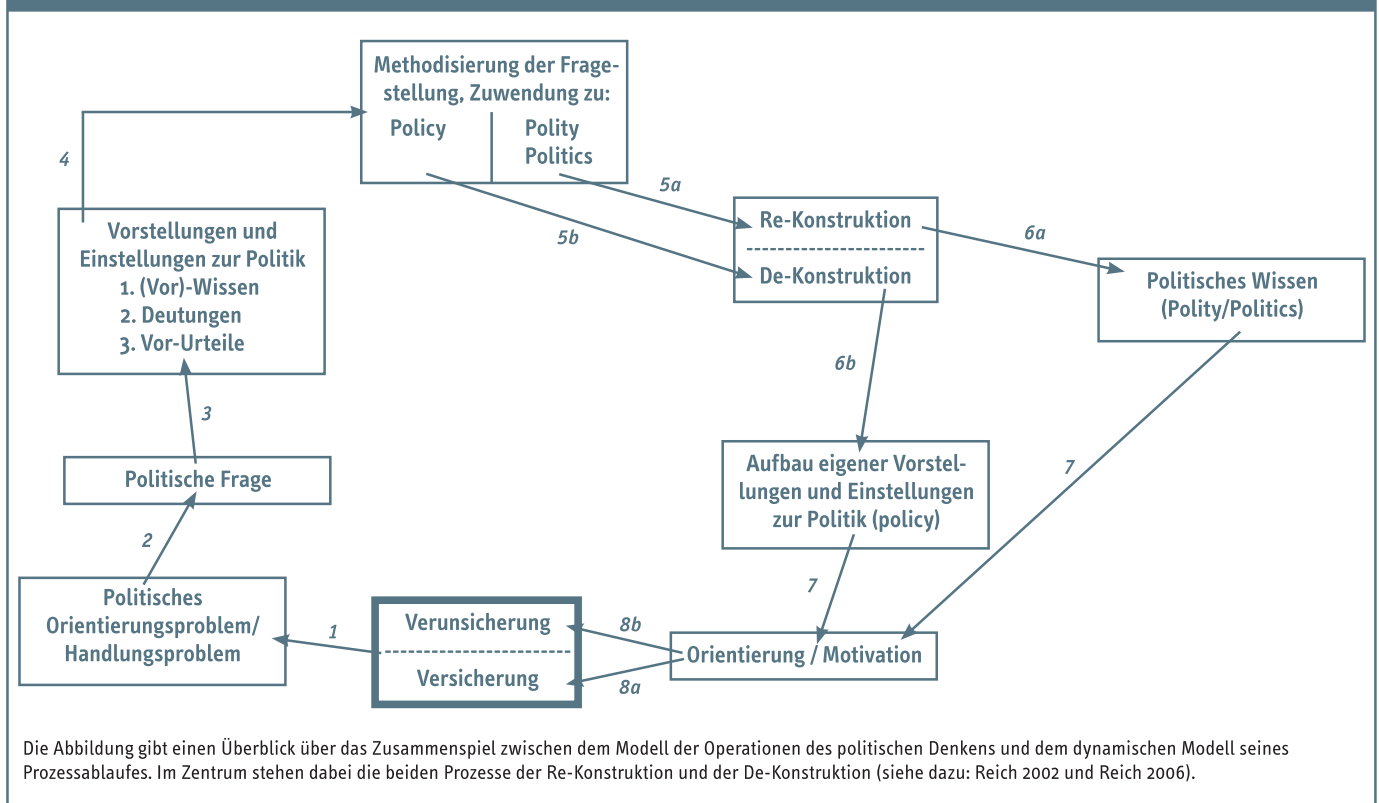 Methodisierung der Frage-
stellung, Zuwendung zu:
Policy
Polity
Politics
4
5a
5b
Vorstellungen und
Einstellungen zur Politik
1. (Vor)-Wissen
2. Deutungen
3. Vor-Urteile
Re-Konstruktion
De-Konstruktion
6a
Politisches Wissen
(Polity/Politics)
6b
3
Politische Frage
Aufbau eigener Vorstel-
lungen und Einstellungen
zur Politik (policy)
7
2
7
Politisches
Orientierungsproblem/
Handlungsproblem
1
Verunsicherung
Versicherung
8b
8a
Orientierung / Motivation
Die Abbildung gibt einen Überblick über das Zusammenspiel zwischen dem Modell der Operationen des politischen Denkens und dem dynamischen Modell seines
Prozessablaufes. Im Zentrum stehen dabei die beiden Prozesse der Re-Konstruktion und der De-Konstruktion (siehe dazu: Reich 2002 und Reich 2006).